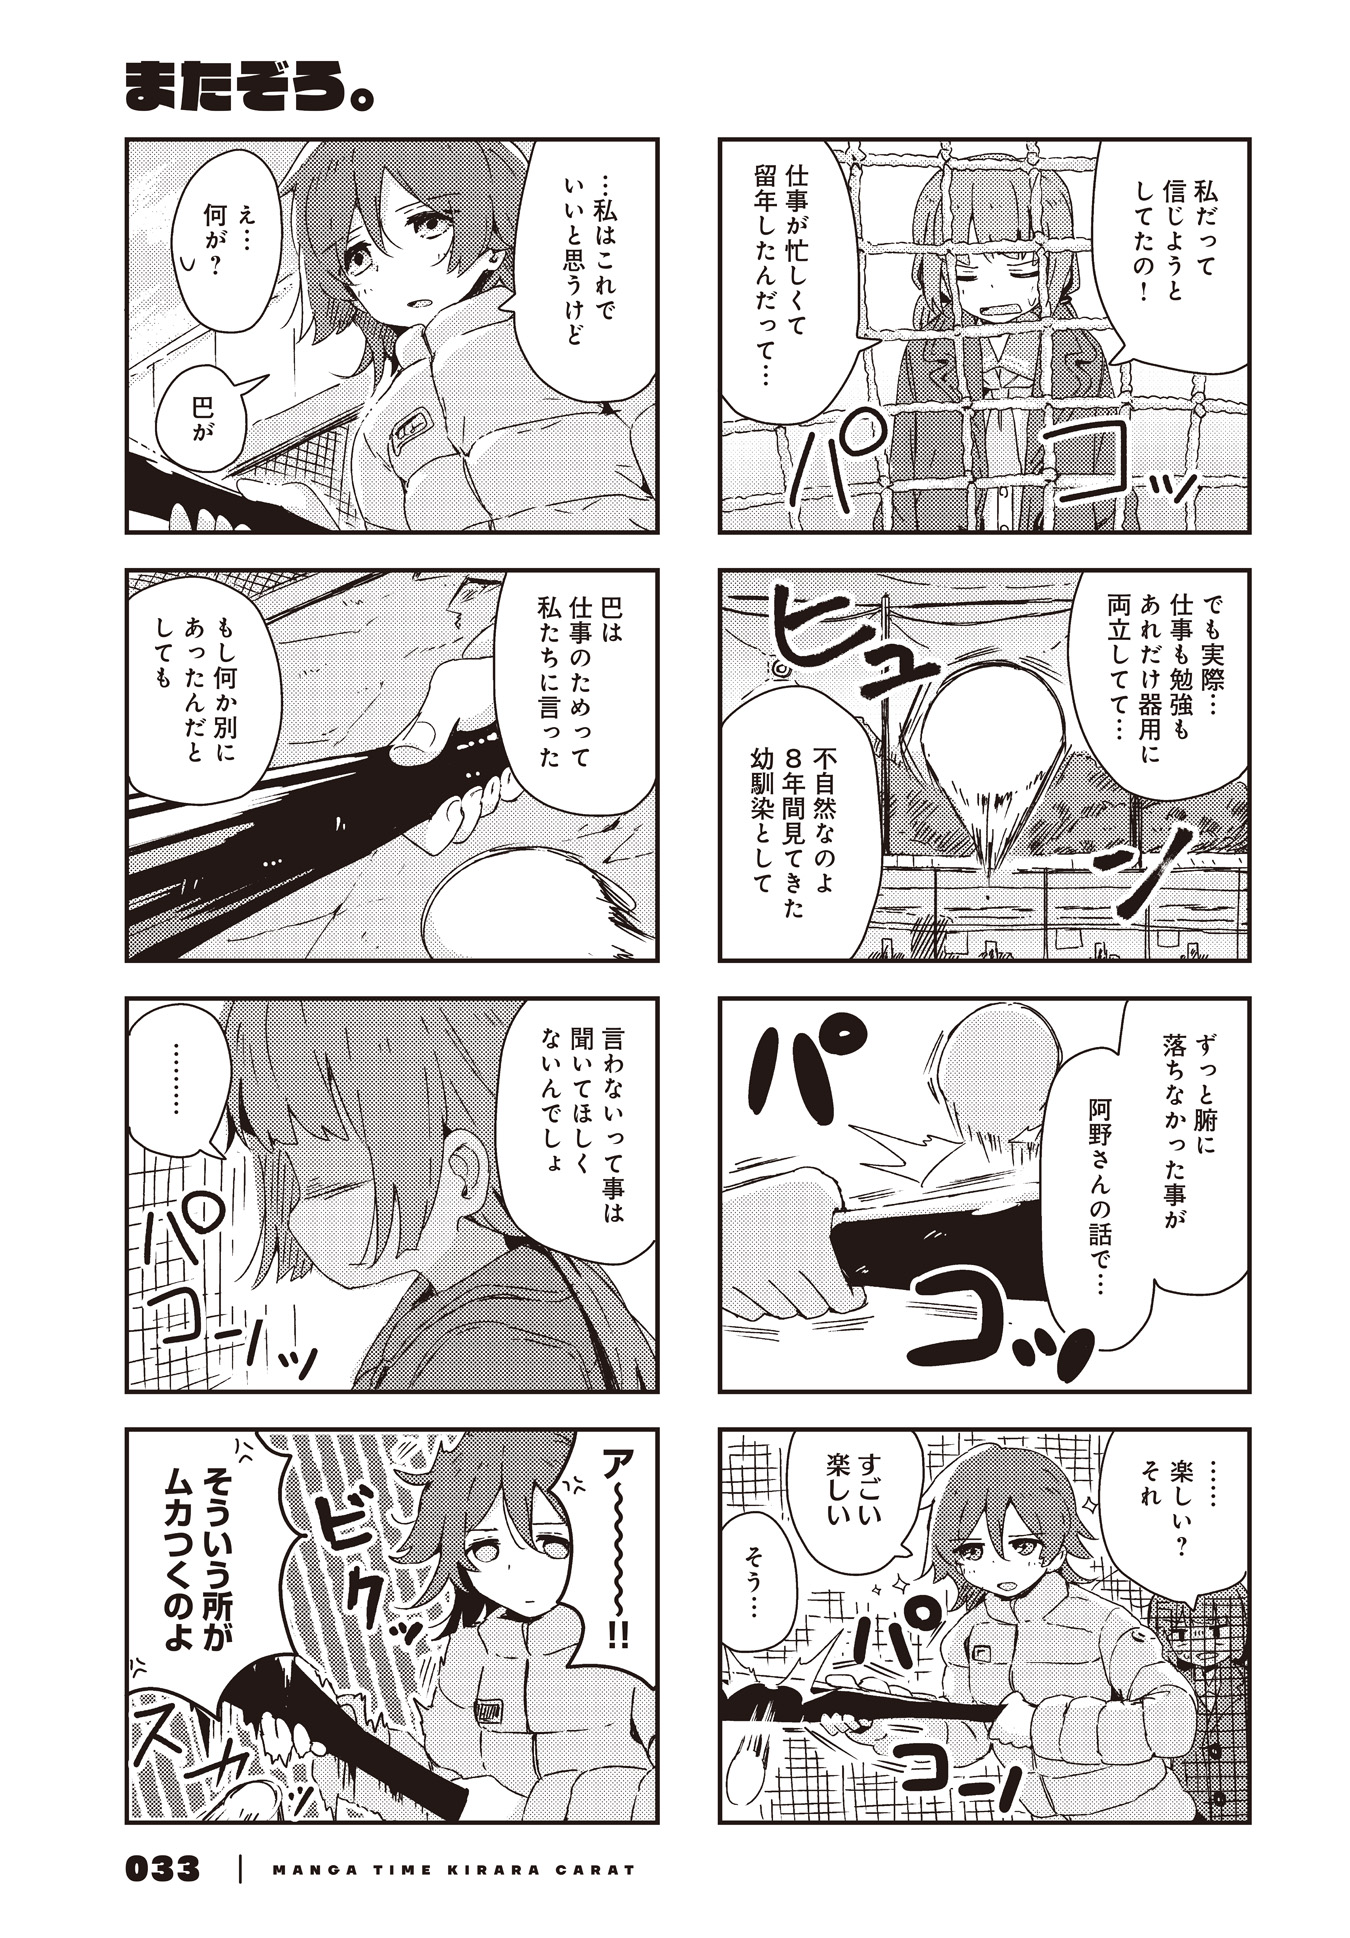 またぞろ。
私だって
信じようと
してたの！
仕事が忙しくて
留年したんだって…
パコッ
でも実際…
仕事も勉強も
あれだけ器用に
両立してて…
不自然なのよ
８年間見てきた
幼馴染として
ヒュン
ずっと腑に
落ちなかった事が
阿野さんの話で…
パコッ
……
楽しい？
それ
すごい
楽しい
そう…
パコーン
…私はこれで
いいと思うけど
え…
何が？
巴が
巴は
仕事のためって
私たちに言った
もし何か別に
あったんだと
しても
言わないって事は
聞いてほしく
ないんでしょ
………
パコーンッ
ア〜〜〜〜〜!!
そういう所が
ムカつくのよ
ビクッ
スカッ
033
MANGA TIME KIRARA CARAT